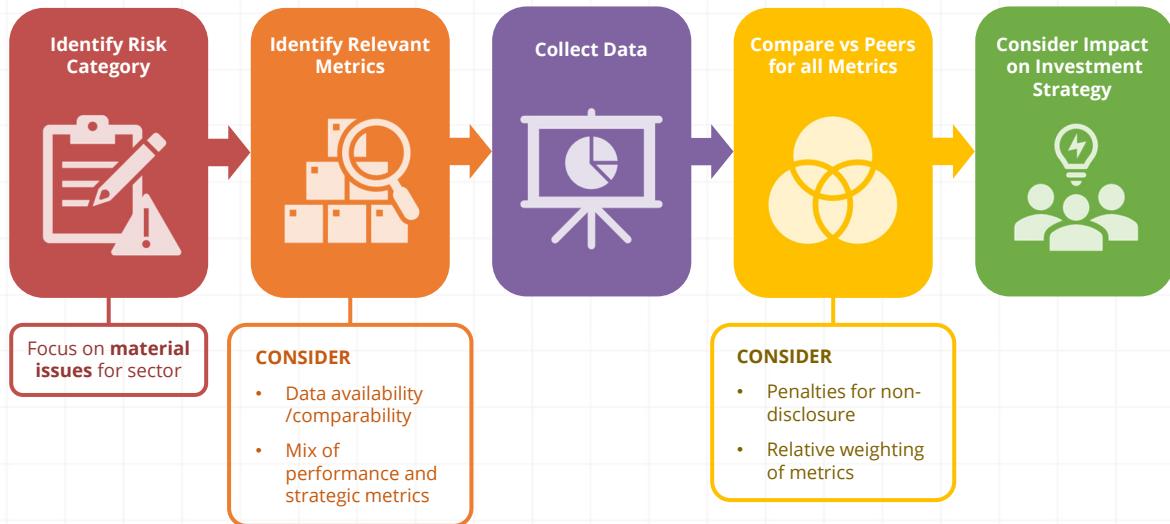 Identify Risk
Category
Identify Relevant
Metrics
Collect Data
Compare vs Peers
for all Metrics
Consider Impact
on Investment
Strategy
Focus on material
issues for sector
CONSIDER
• Data availability
/comparability
• Mix of
performance and
strategic metrics
CONSIDER
• Penalties for non-
disclosure
• Relative weighting
of metrics